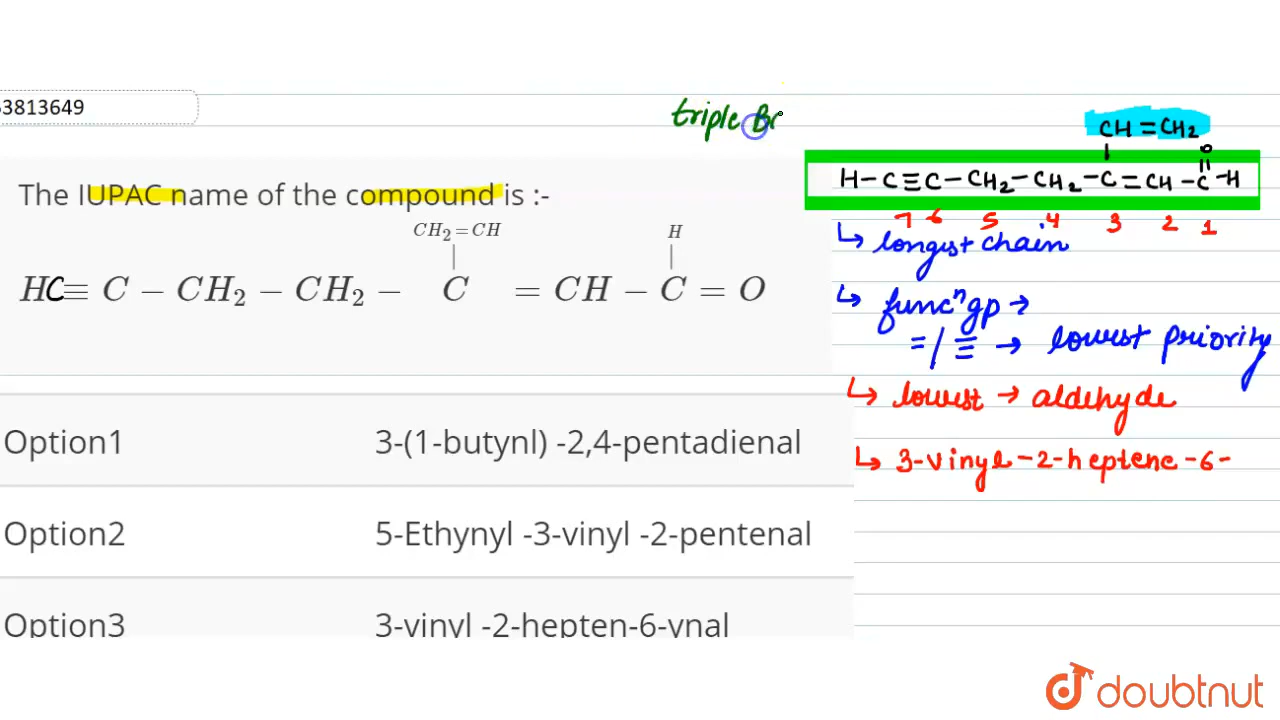 53813649
triple Bo
The IUPAC name of the compound is :-
CH₂=CH H
| |
HC≡ C − CH₂ − CH₂ − C = CH − C = O
Option1 3-(1-butynl) -2,4-pentadienal
Option2 5-Ethynyl -3-vinyl -2-pentenal
Option3 3-vinyl -2-hepten-6-ynal
CH = CH₂
| O
||
H - C ≡ C - CH₂ - CH₂ - C = CH - C - H
7 6 5 4 3 2 1
↳ longest chain
↳ funcⁿ gp →
= / ≡ → lowest priority
↳ lowest → aldehyde
↳ 3-vinyl-2-heptene-6-
doubtnut